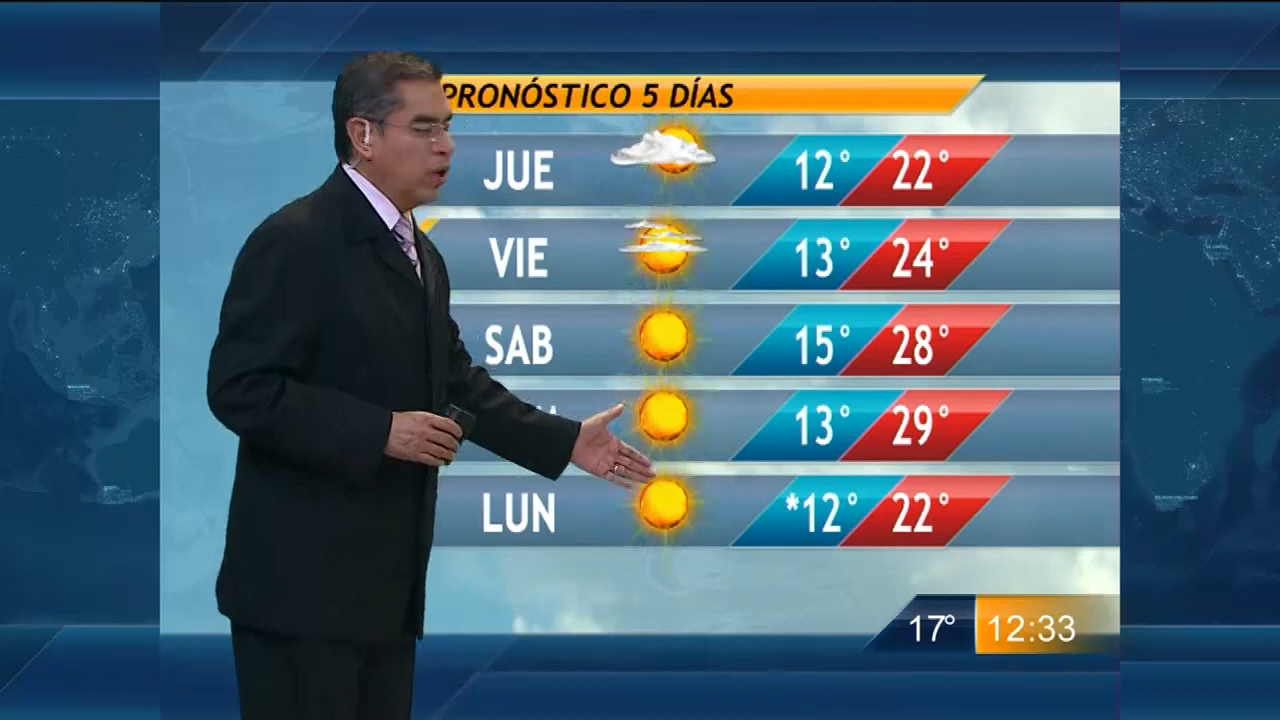 PRONÓSTICO 5 DÍAS
JUE 12° 22°
VIE 13° 24°
SAB 15° 28°
13° 29°
LUN *12° 22°
17° 12:33